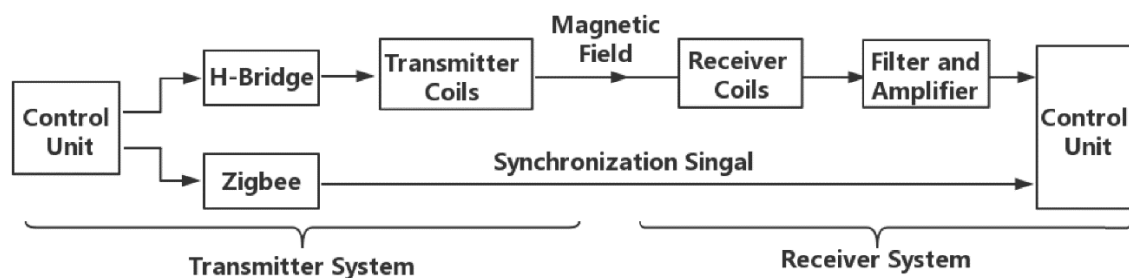 Control
Unit
H-Bridge
Zigbee
Transmitter
Coils
Magnetic
Field
Receiver
Coils
Filter and
Amplifier
Control
Unit
Synchronization Singal
Transmitter System
Receiver System